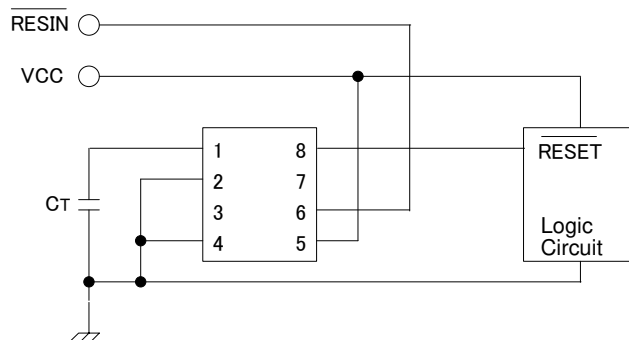 RESIN
VCC
1 8
RESET
2 7
CT
3 6
4 5
Logic
Circuit